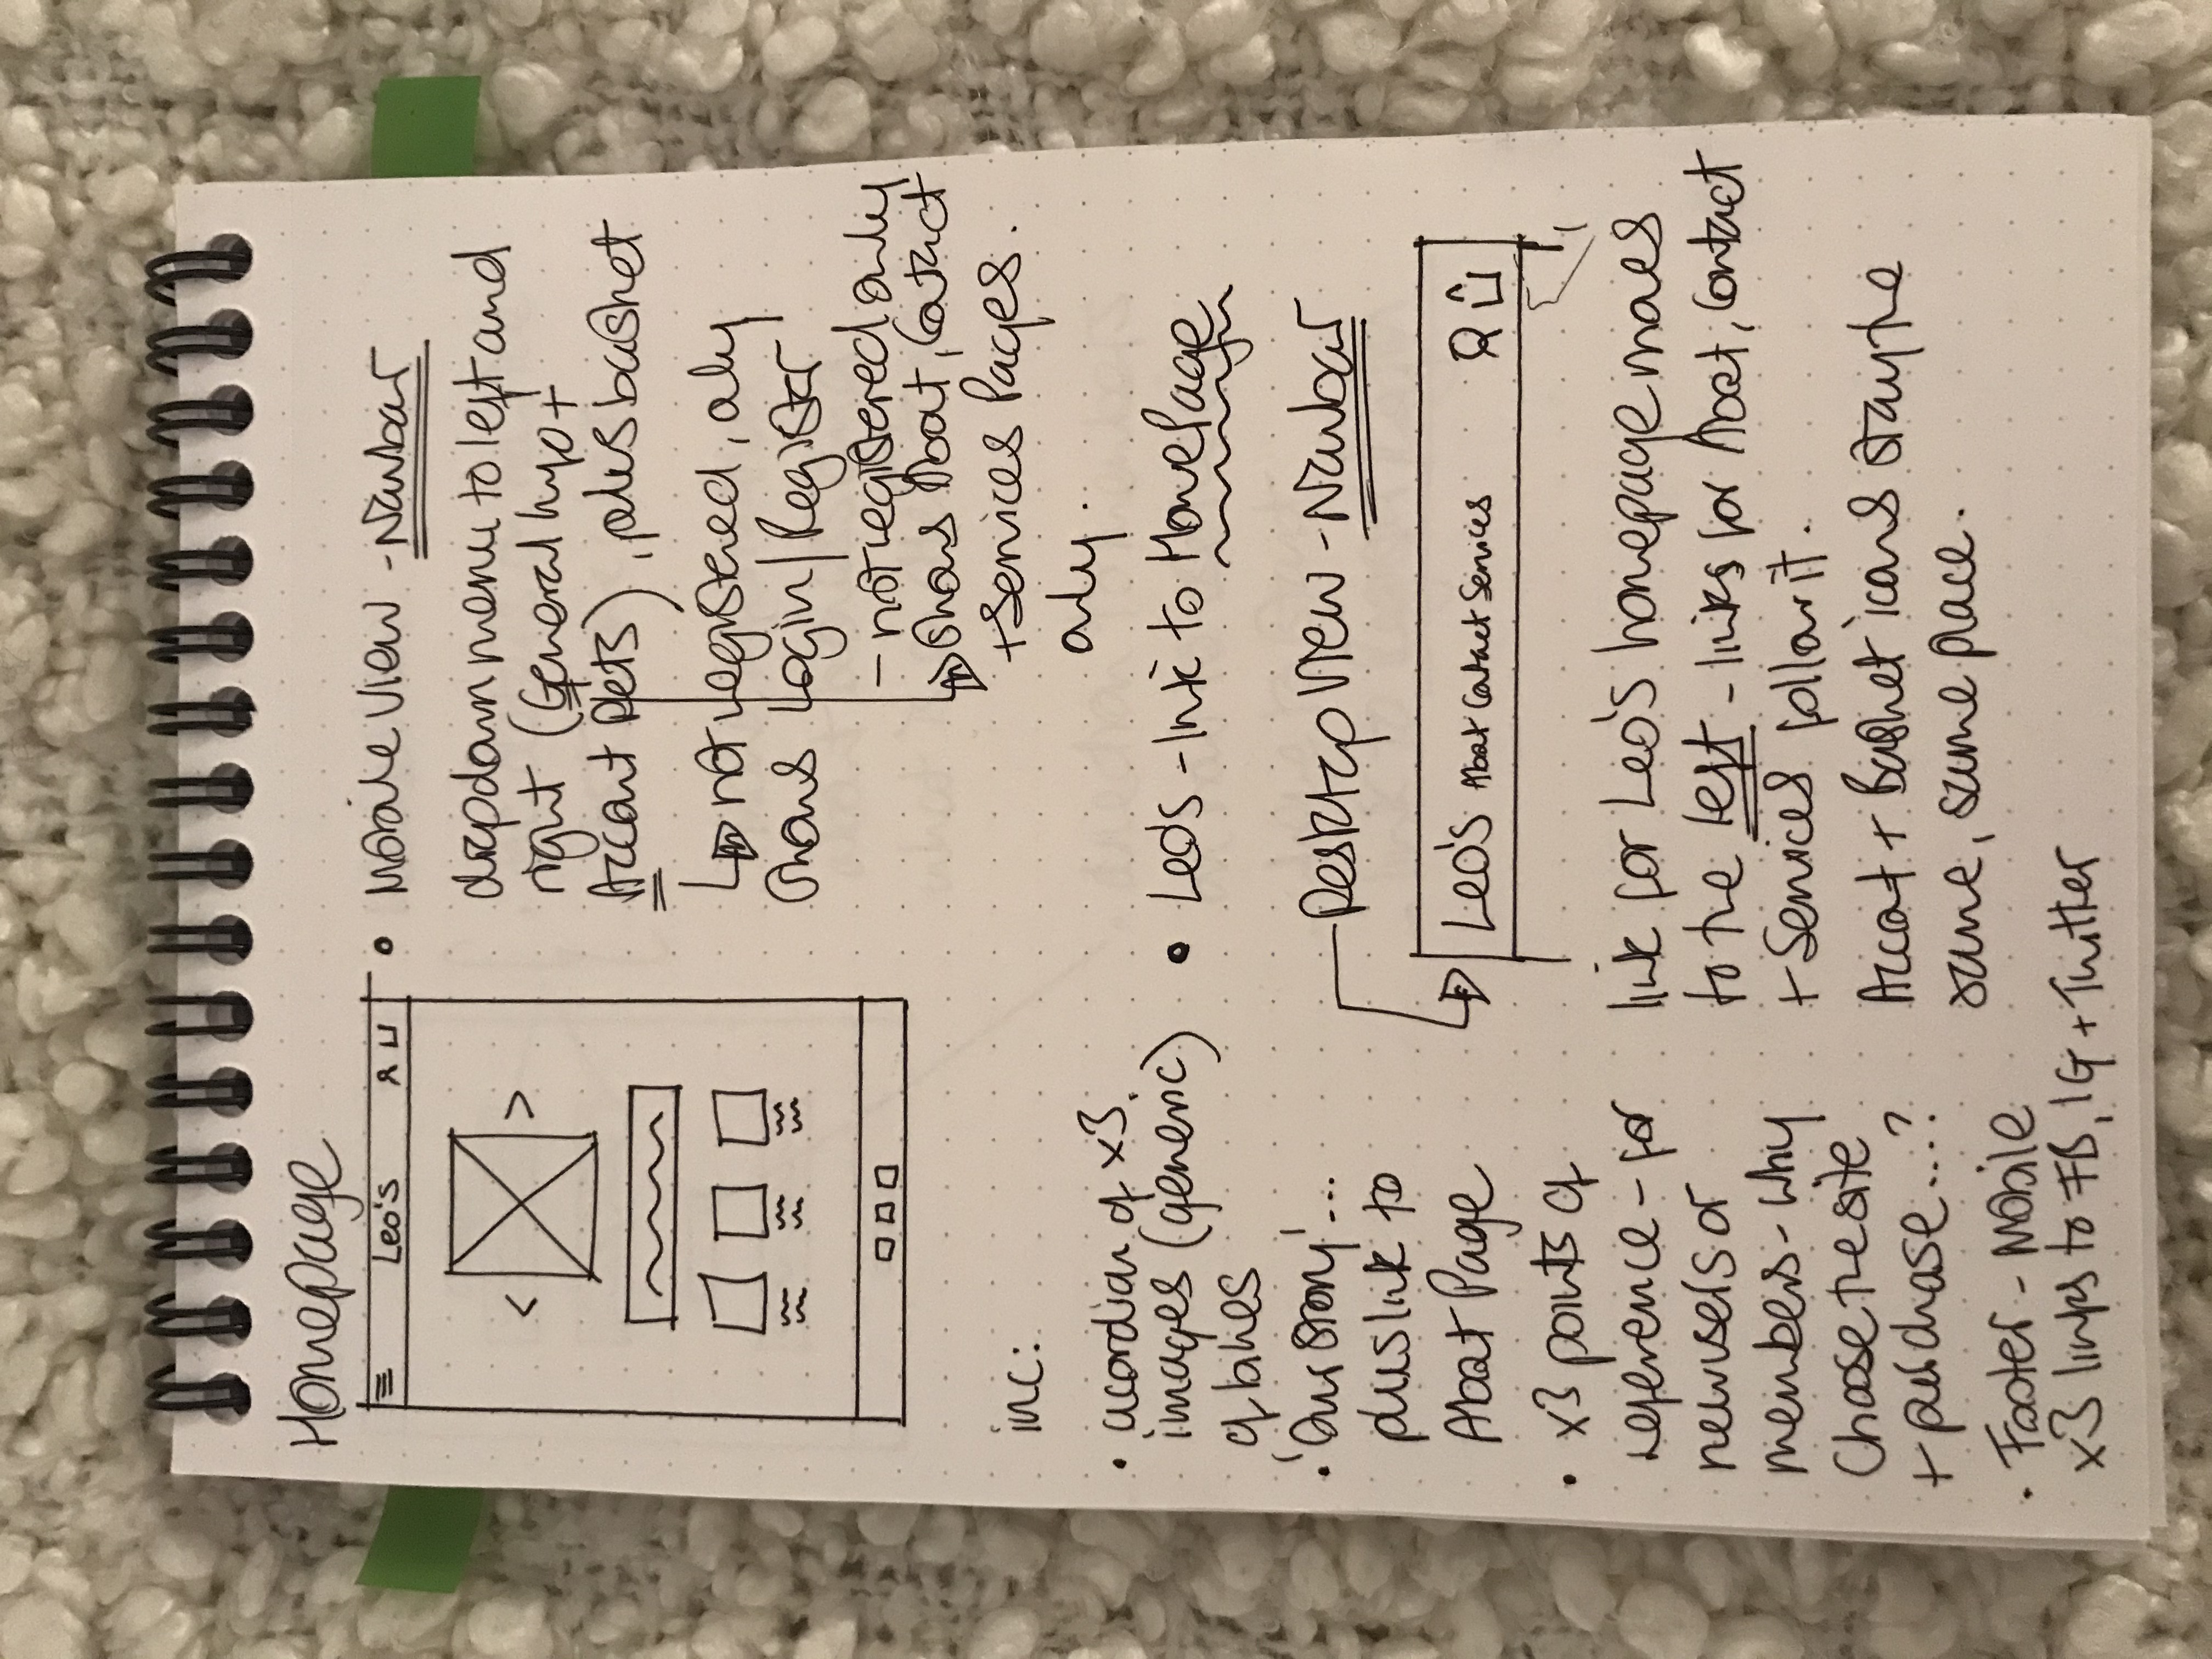 Homepage
Leo's
inc:
• acordian of x3
images (generic)
of bikes
• 'Our Story'...
plus link to
About Page
• x3 points of
reference - for
new users or
members - why
choose the site
+ purchase...?
• Footer - Mobile
x3 links to FB, IG + Twitter
• Mobile View - Navbar
dropdown menu to left and
right (General Info +
Account Dets), plus basket
not registered, only
shows Login/Register
- not registered only
shows About, Contact
+ Services Pages.
only.
• Leo's - link to HomePage
Desktop View - Navbar
Leo's About Contact Services
link for Leo's homepage moves
to the left - links for About, Contact
+ Services follow it.
Account + Basket icons stay the
same, same place.